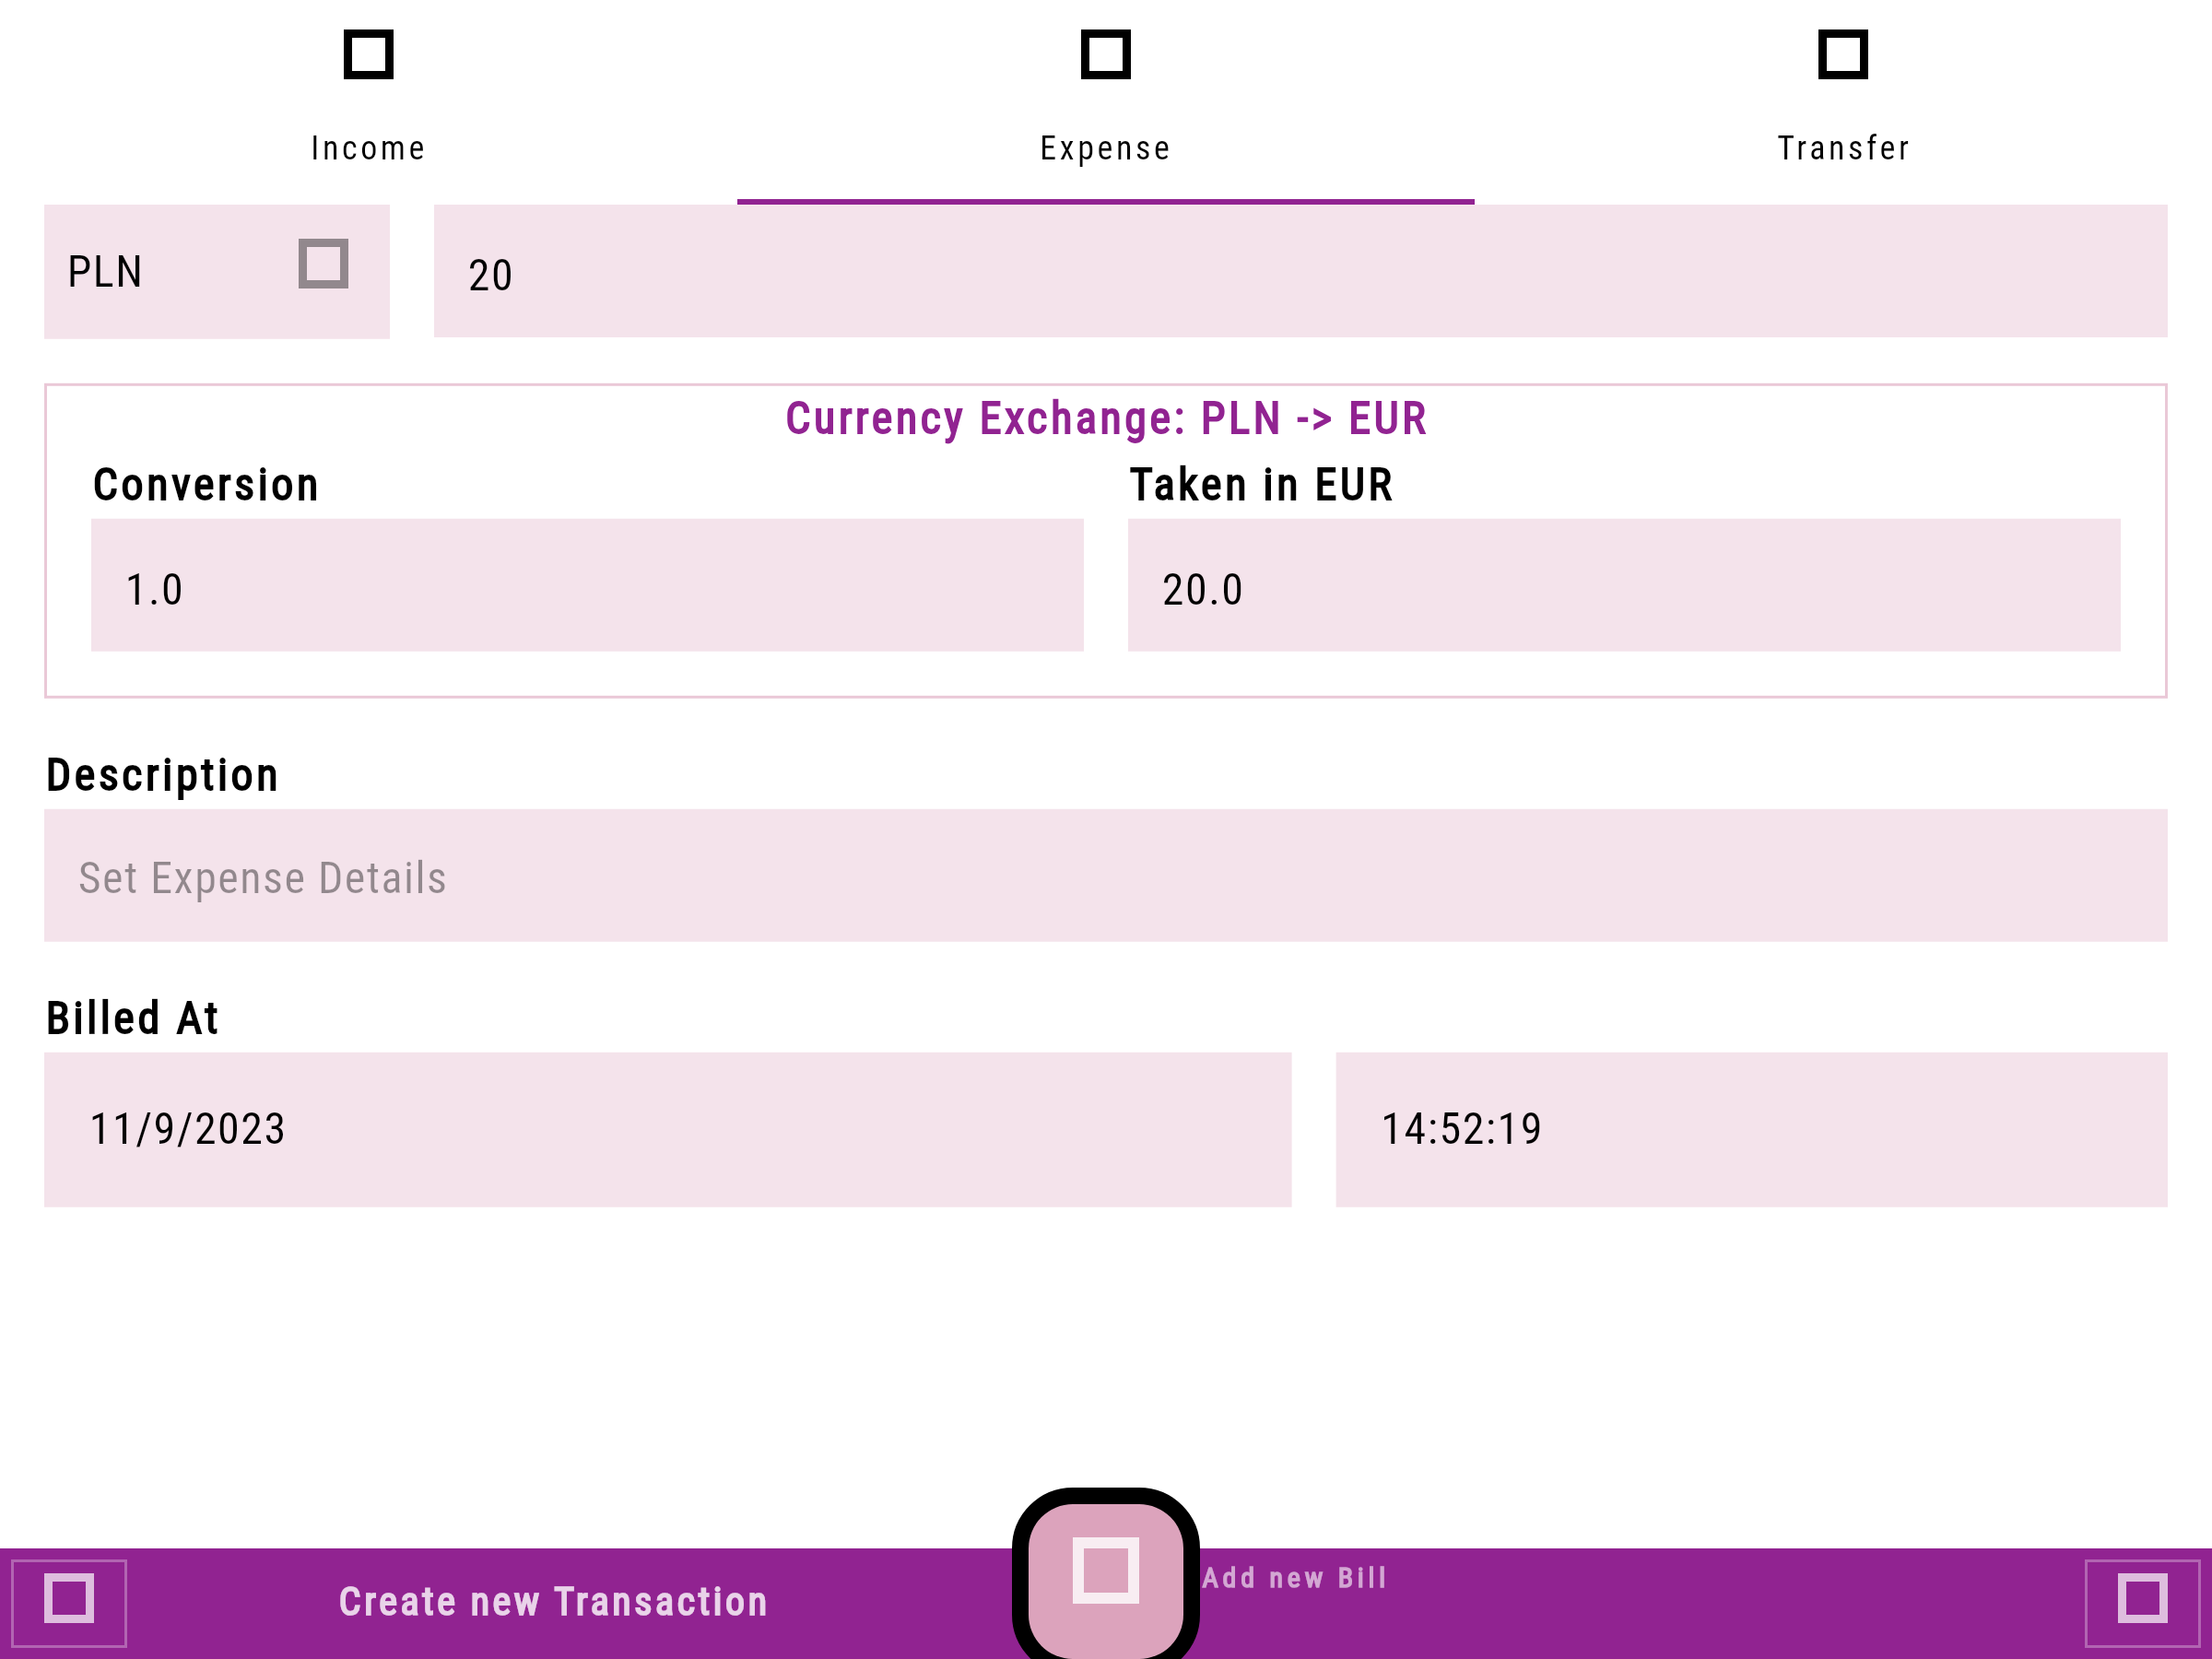 Income
Expense
Transfer
PLN
20
Currency Exchange: PLN -> EUR
Conversion
Taken in EUR
1.0
20.0
Description
Set Expense Details
Billed At
11/9/2023
14:52:19
Create new Transaction
Add new Bill